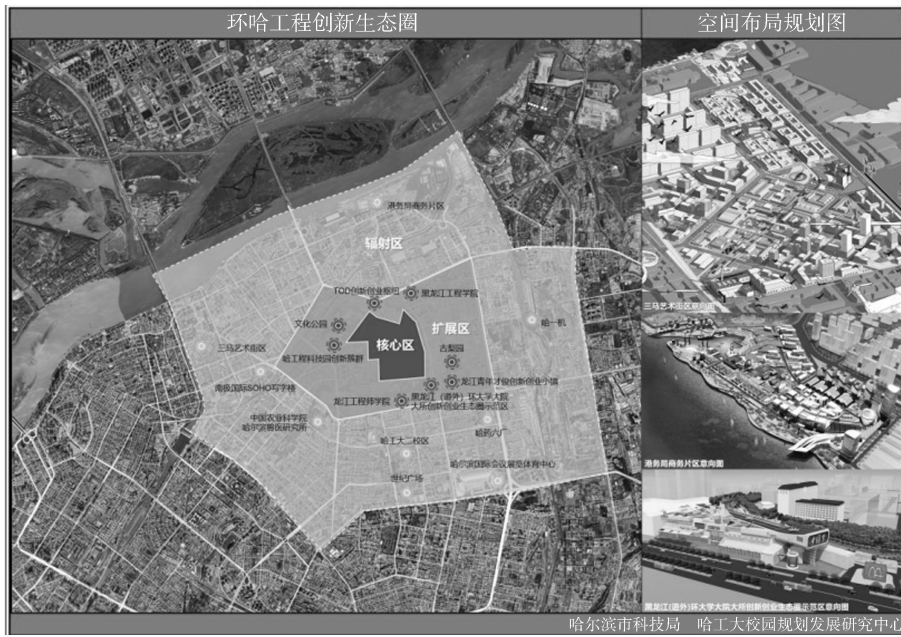 环哈工程创新生态圈
空间布局规划图
港务局商务片区
辐射区
TOD创新创业枢纽
黑龙江工程学院
文化公园
扩展区
哈一机
核心区
三马艺术街区
哈工程科技园创新簇群
古梨园
南极国际SOHO写字楼
龙江青年才俊创新创业小镇
龙江工程师学院
黑龙江（道外）环大学大院
大所创新创业生态圈示范区
中国农业科学院
哈尔滨兽医研究所
哈药六厂
哈工大二校区
哈尔滨国际会议展览体育中心
世纪广场
三马艺术街区意向图
港务局商务片区意向图
黑龙江(道外)环大学大院大所创新创业生态圈示范区意向图
哈尔滨市科技局 哈工大校园规划发展研究中心